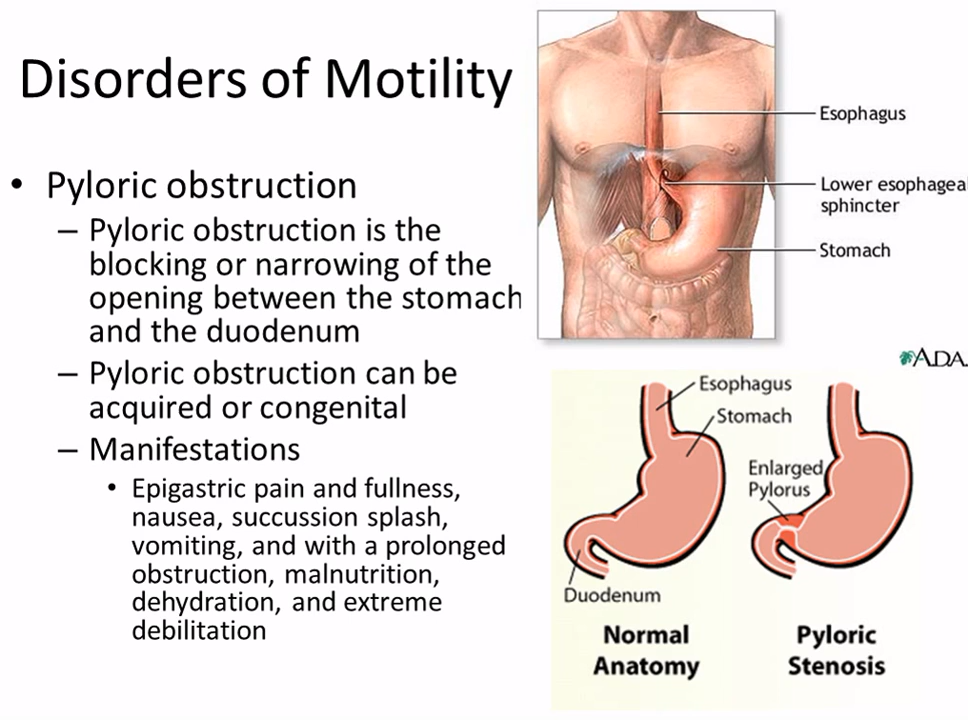 Disorders of Motility
• Pyloric obstruction
– Pyloric obstruction is the
blocking or narrowing of the
opening between the stomach
and the duodenum
– Pyloric obstruction can be
acquired or congenital
– Manifestations
• Epigastric pain and fullness,
nausea, succussion splash,
vomiting, and with a prolonged
obstruction, malnutrition,
dehydration, and extreme
debilitation
Esophagus
Lower esophageal
sphincter
Stomach
ADA.
Esophagus
Stomach
Enlarged
Pylorus
Duodenum
Normal
Anatomy
Pyloric
Stenosis